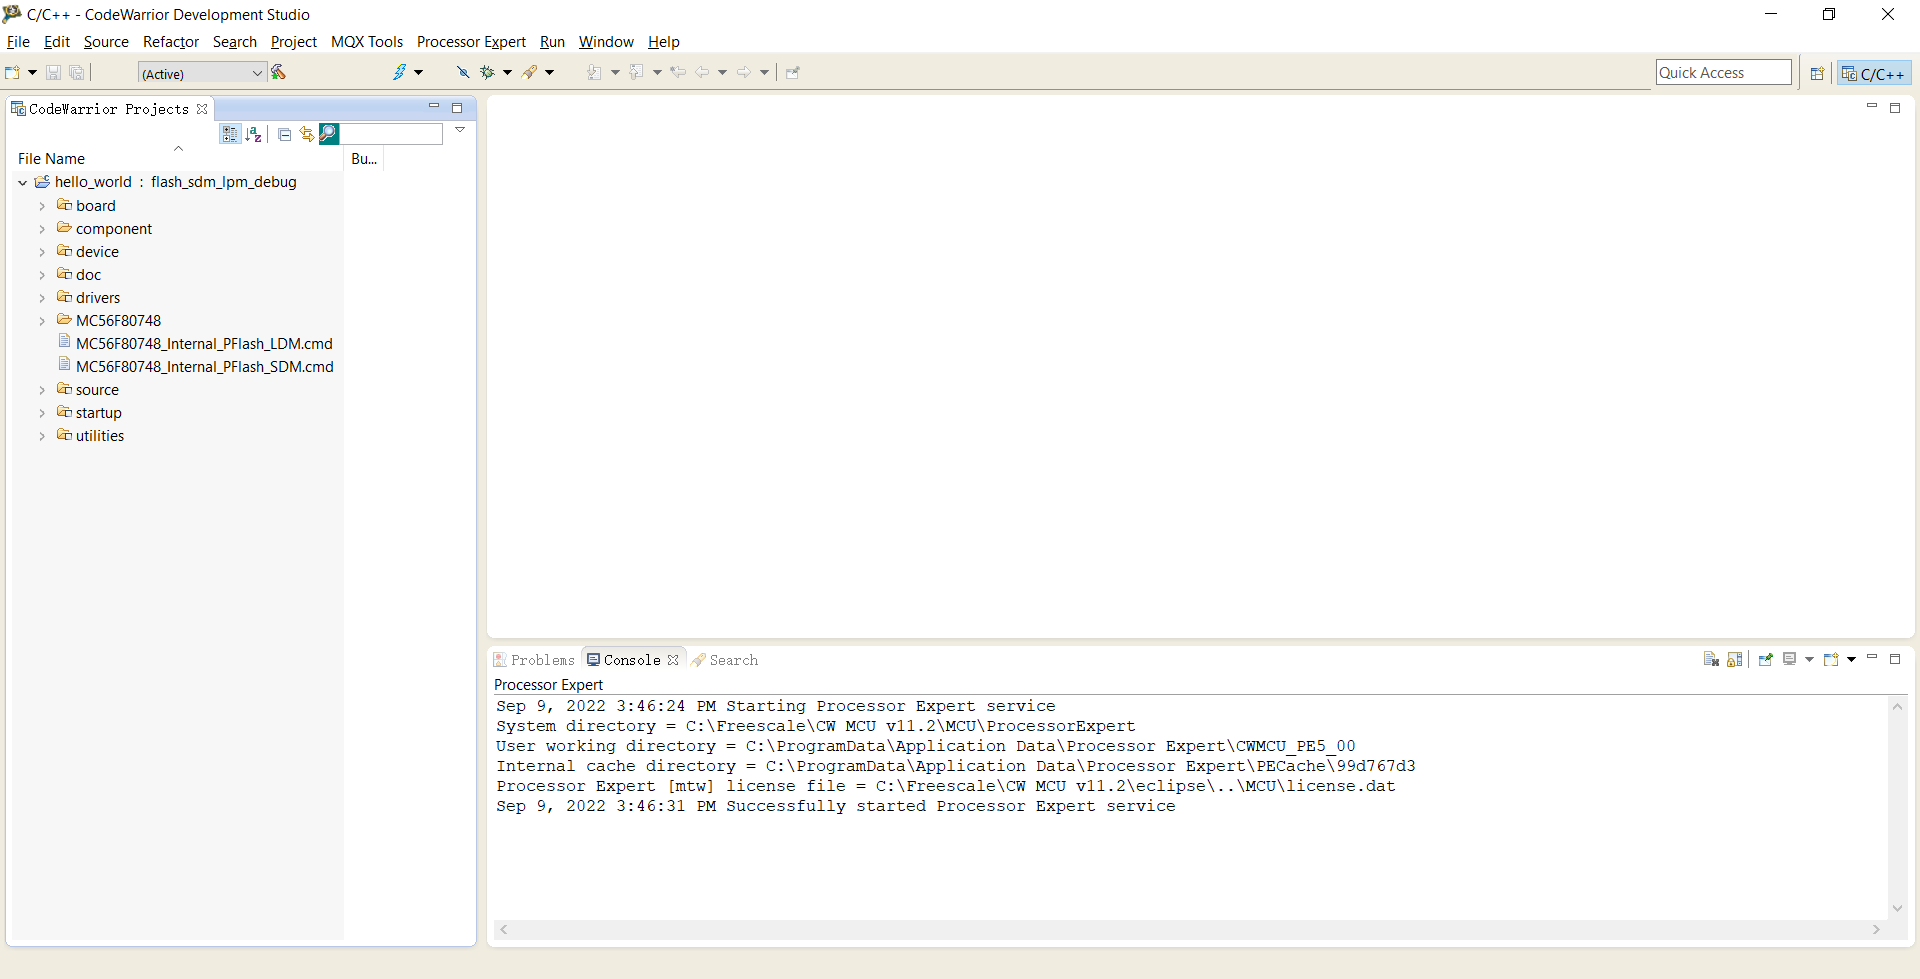 C/C++ - CodeWarrior Development Studio
File Edit Source Refactor Search Project MQX Tools Processor Expert Run Window Help
(Active)
Quick Access
C/C++
CodeWarrior Projects
File Name
Bu...
hello_world : flash_sdm_lpm_debug
board
component
device
doc
drivers
MC56F80748
MC56F80748_Internal_PFlash_LDM.cmd
MC56F80748_Internal_PFlash_SDM.cmd
source
startup
utilities
Problems Console Search
Processor Expert
Sep 9, 2022 3:46:24 PM Starting Processor Expert service
System directory = C:\Freescale\CW MCU v11.2\MCU\ProcessorExpert
User working directory = C:\ProgramData\Application Data\Processor Expert\CWMCU_PE5_00
Internal cache directory = C:\ProgramData\Application Data\Processor Expert\PECache\99d767d3
Processor Expert [mtw] license file = C:\Freescale\CW MCU v11.2\eclipse\..\MCU\license.dat
Sep 9, 2022 3:46:31 PM Successfully started Processor Expert service